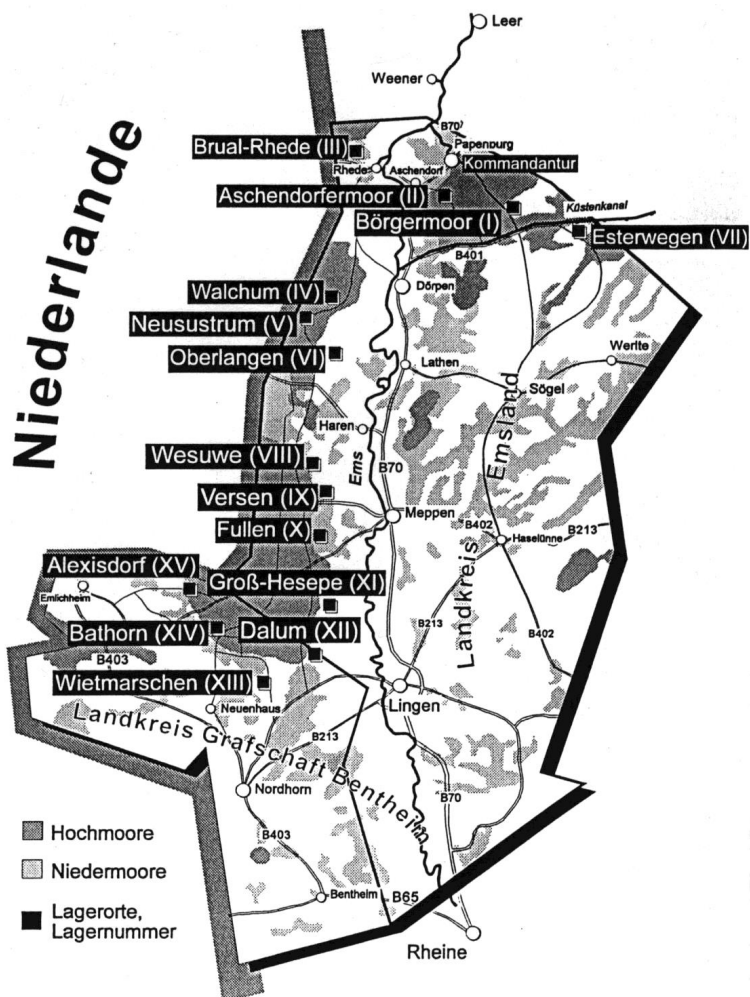 Leer
Weener
Niederlande
B70
Papenburg
Brual-Rhede (III)
Rhede
Aschendorf
Kommandantur
Aschendorfermoor (II)
Börgermoor (I)
Küstenkanal
Esterwegen (VII)
B401
Walchum (IV)
Dörpen
Neusustrum (V)
Oberlangen (VI)
Lathen
Werlte
Sögel
Haren
Landkreis Emsland
Wesuwe (VIII)
Ems
B70
Versen (IX)
Meppen
Fullen (X)
B402
B213
Haselünne
Alexisdorf (XV)
Emlichheim
Groß-Hesepe (XI)
Bathorn (XIV)
Dalum (XII)
B213
B402
B403
Wietmarschen (XIII)
Neuenhaus
Lingen
Landkreis Grafschaft Bentheim
B213
Nordhorn
B70
B403
Hochmoore
Niedermoore
Bentheim
B65
Lagerorte,
Lagernummer
Rheine